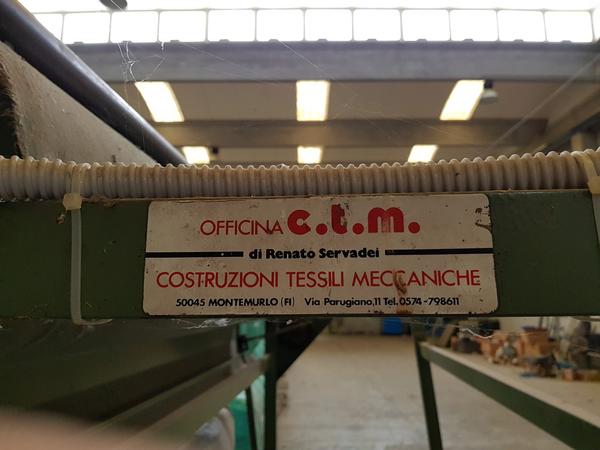 OFFICINA c.t.m.
di Renato Servadei
COSTRUZIONI TESSILI MECCANICHE
50045 MONTEMURLO (FI) Via Parugiano,11 Tel.0574-798611